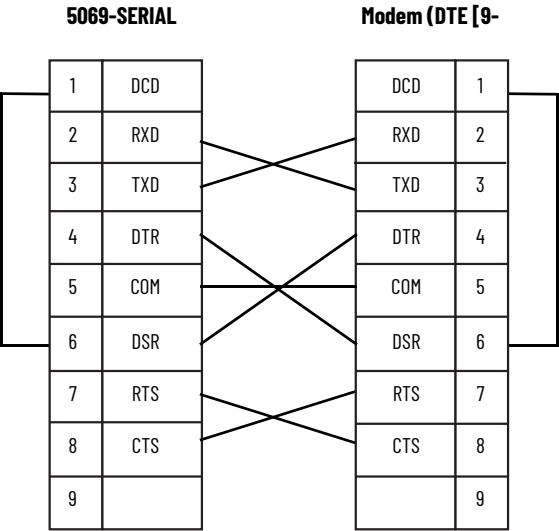 5069-SERIAL Modem (DTE [9-
1 DCD DCD 1
2 RXD RXD 2
3 TXD TXD 3
4 DTR DTR 4
5 COM COM 5
6 DSR DSR 6
7 RTS RTS 7
8 CTS CTS 8
9 9